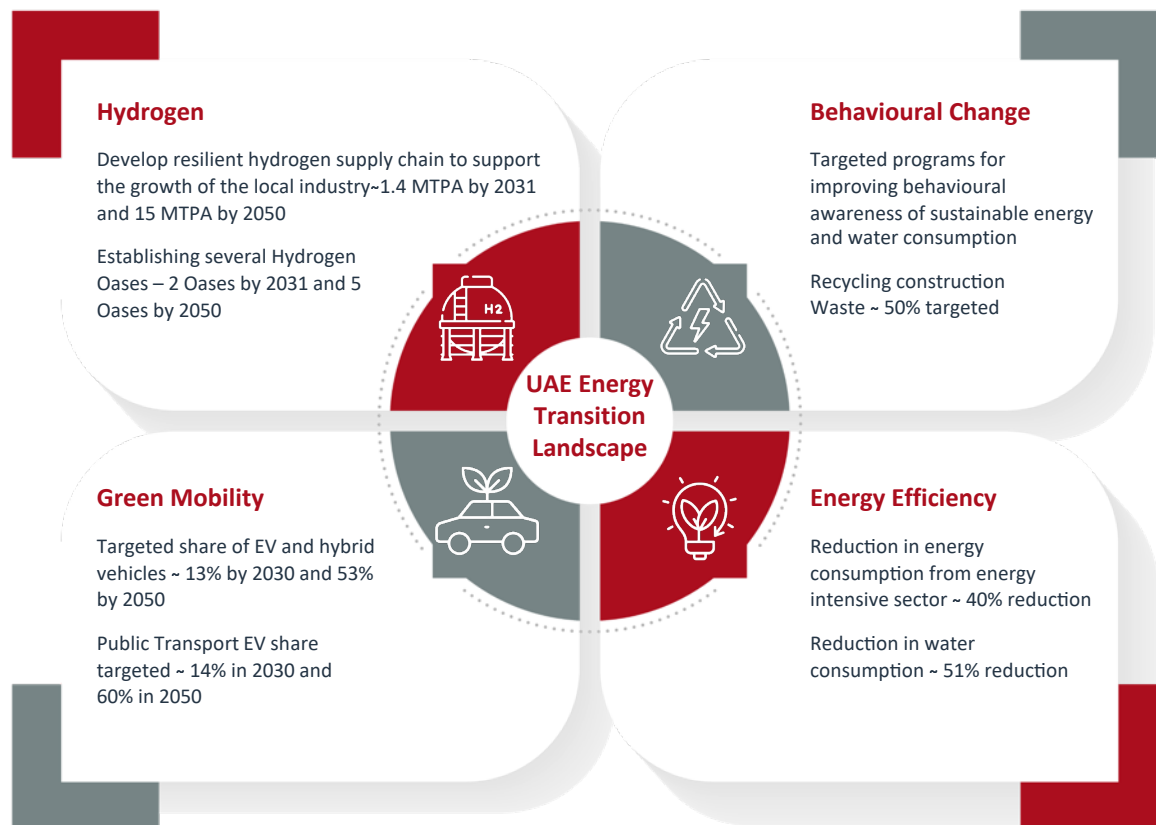 Hydrogen
Develop resilient hydrogen supply chain to support
the growth of the local industry~1.4 MTPA by 2031
and 15 MTPA by 2050
Establishing several Hydrogen
Oases – 2 Oases by 2031 and 5
Oases by 2050
Behavioural Change
Targeted programs for
improving behavioural
awareness of sustainable energy
and water consumption
Recycling construction
Waste ~ 50% targeted
H2
UAE Energy
Transition
Landscape
Green Mobility
Targeted share of EV and hybrid
vehicles ~ 13% by 2030 and 53%
by 2050
Public Transport EV share
targeted ~ 14% in 2030 and
60% in 2050
Energy Efficiency
Reduction in energy
consumption from energy
intensive sector ~ 40% reduction
Reduction in water
consumption ~ 51% reduction